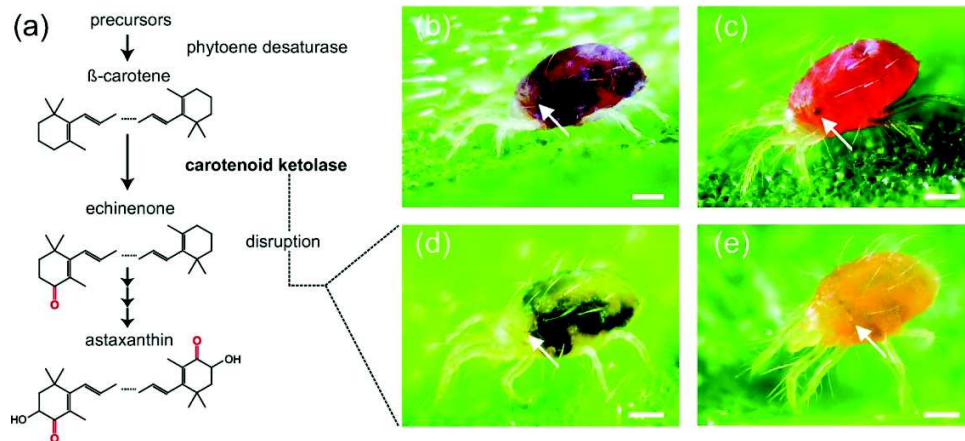 (a)
precursors
phytoene desaturase
ß-carotene
carotenoid ketolase
echinenone
disruption
O
astaxanthin
O
OH
HO
O
(b)
(c)
(d)
(e)